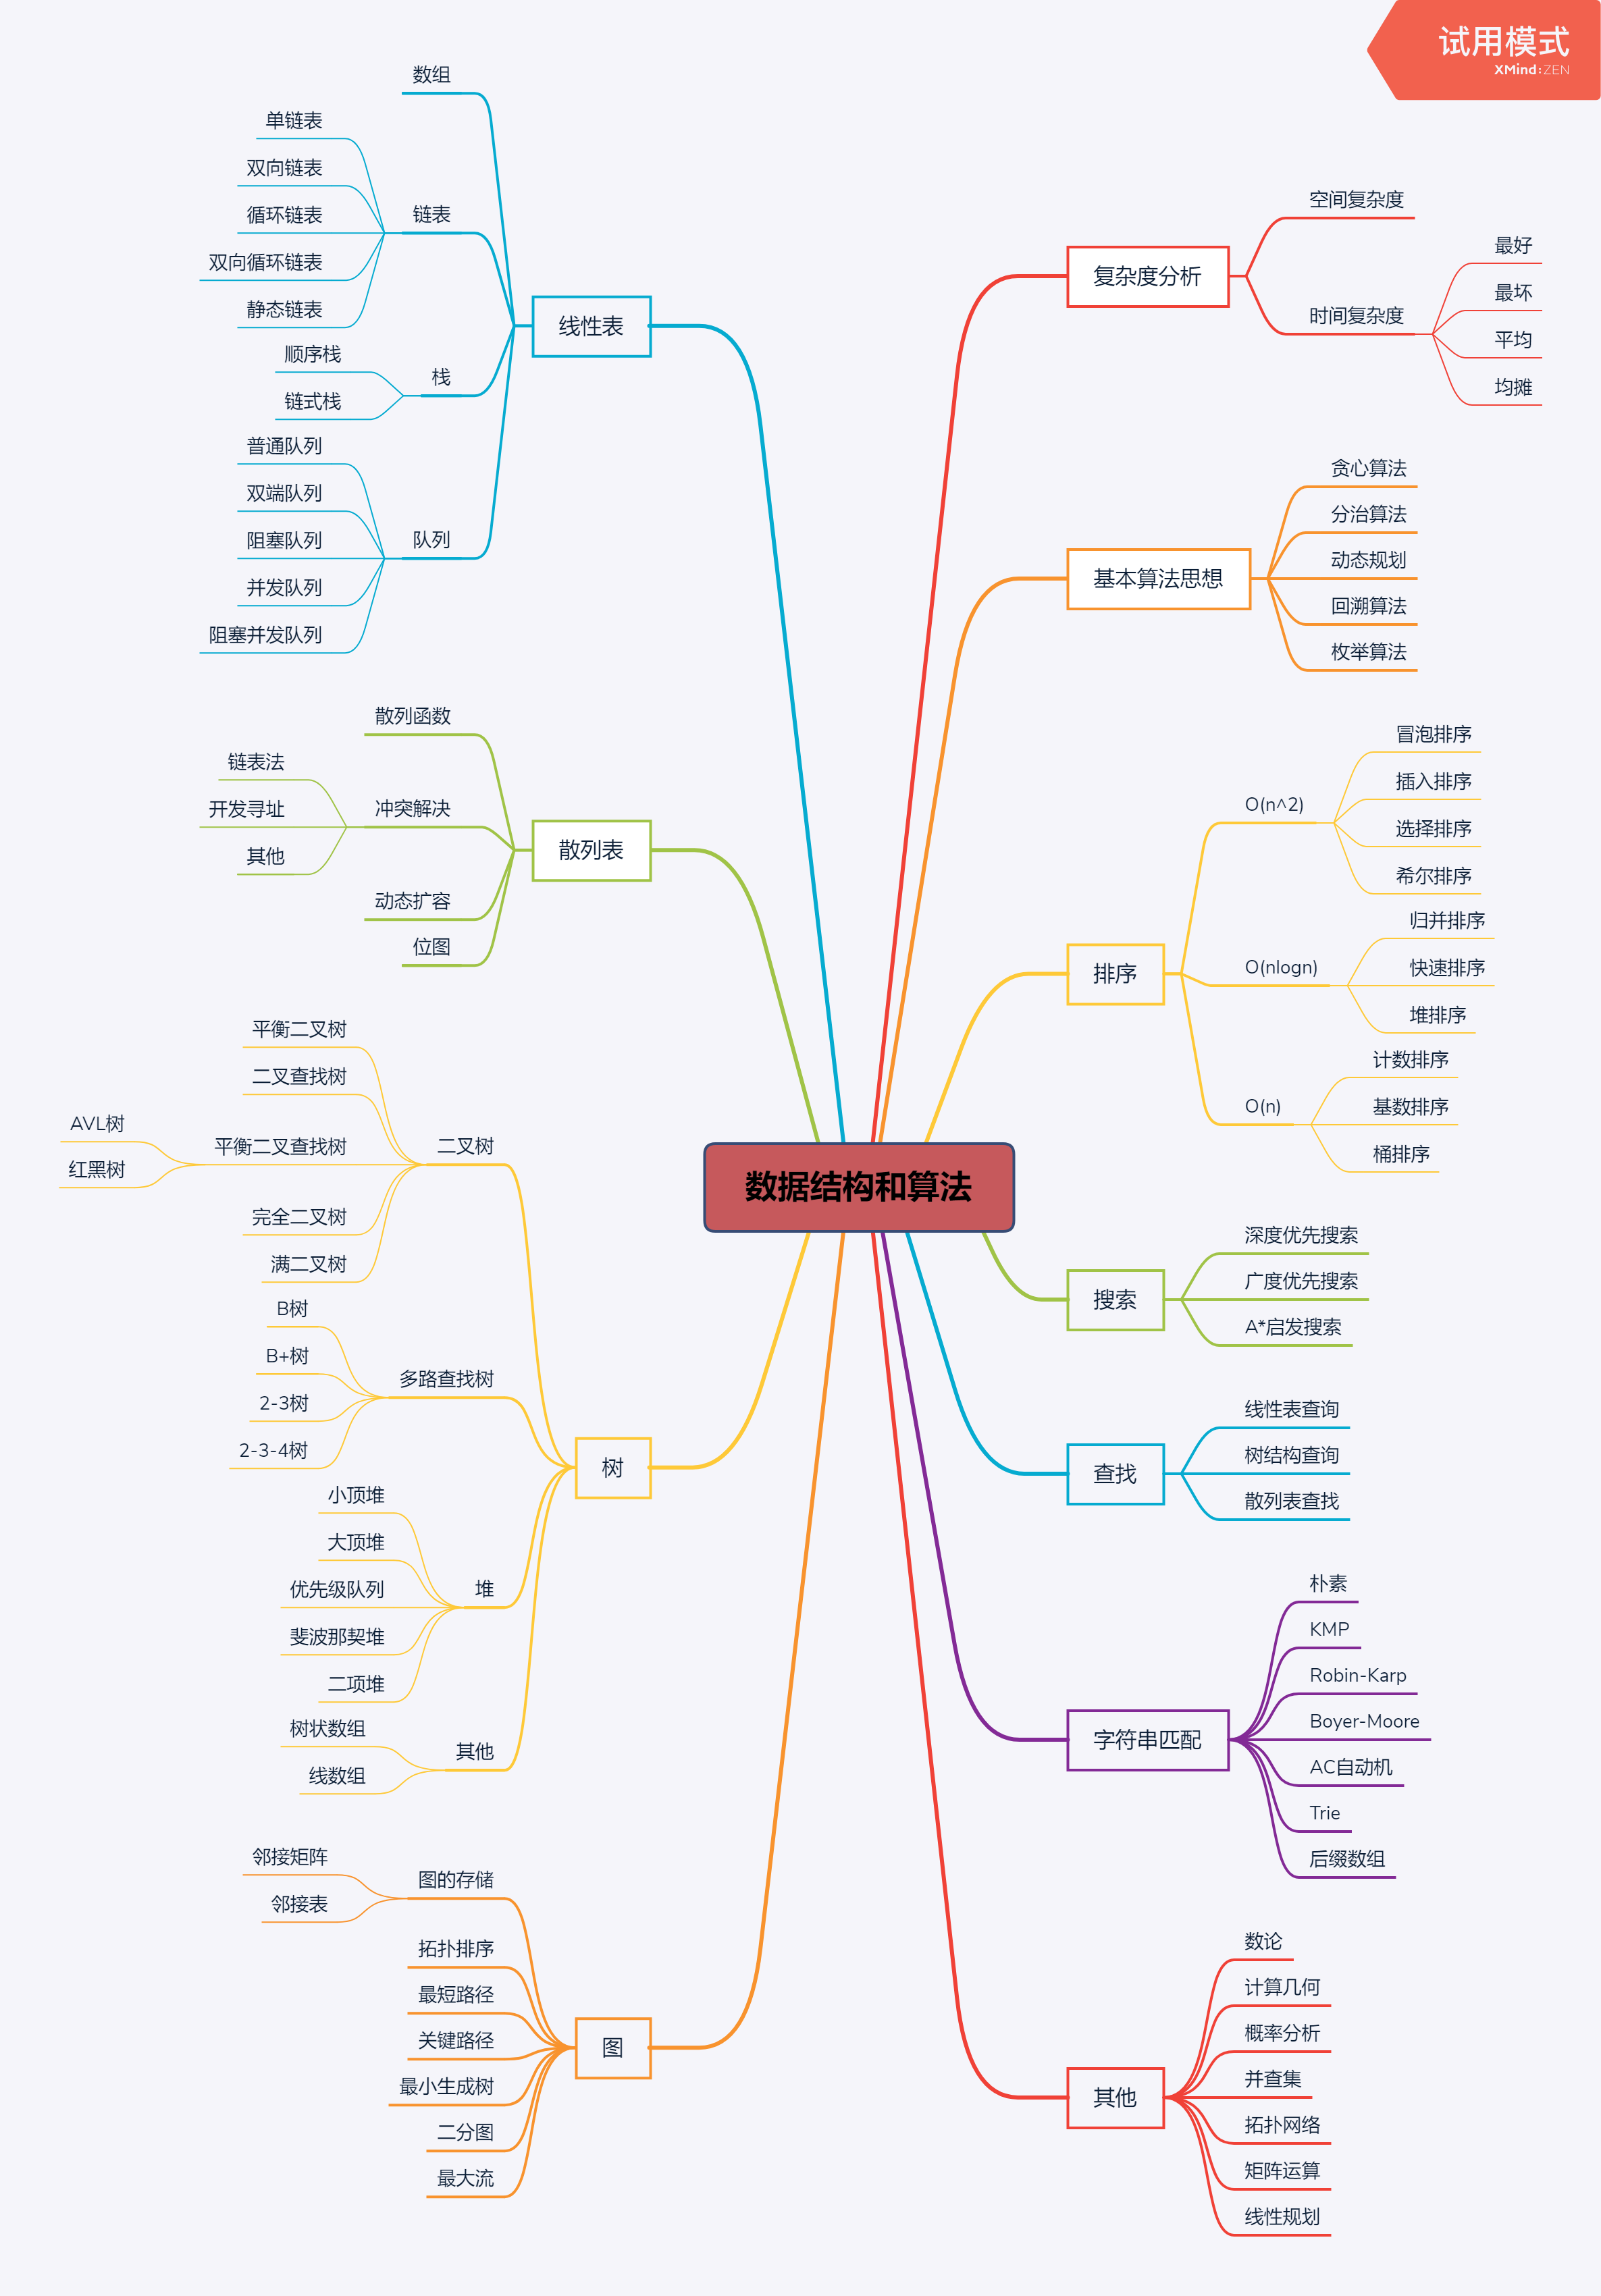 试用模式
XMind:ZEN
数据结构和算法
复杂度分析
空间复杂度
时间复杂度
最好
最坏
平均
均摊
基本算法思想
贪心算法
分治算法
动态规划
回溯算法
枚举算法
排序
O(n^2)
冒泡排序
插入排序
选择排序
希尔排序
O(nlogn)
归并排序
快速排序
堆排序
O(n)
计数排序
基数排序
桶排序
搜索
深度优先搜索
广度优先搜索
A*启发搜索
查找
线性表查询
树结构查询
散列表查找
字符串匹配
朴素
KMP
Robin-Karp
Boyer-Moore
AC自动机
Trie
后缀数组
其他
数论
计算几何
概率分析
并查集
拓扑网络
矩阵运算
线性规划
线性表
数组
链表
单链表
双向链表
循环链表
双向循环链表
静态链表
栈
顺序栈
链式栈
队列
普通队列
双端队列
阻塞队列
并发队列
阻塞并发队列
散列表
散列函数
冲突解决
链表法
开发寻址
其他
动态扩容
位图
树
二叉树
平衡二叉树
二叉查找树
平衡二叉查找树
AVL树
红黑树
完全二叉树
满二叉树
多路查找树
B树
B+树
2-3树
2-3-4树
堆
小顶堆
大顶堆
优先级队列
斐波那契堆
二项堆
其他
树状数组
线数组
图
图的存储
邻接矩阵
邻接表
拓扑排序
最短路径
关键路径
最小生成树
二分图
最大流